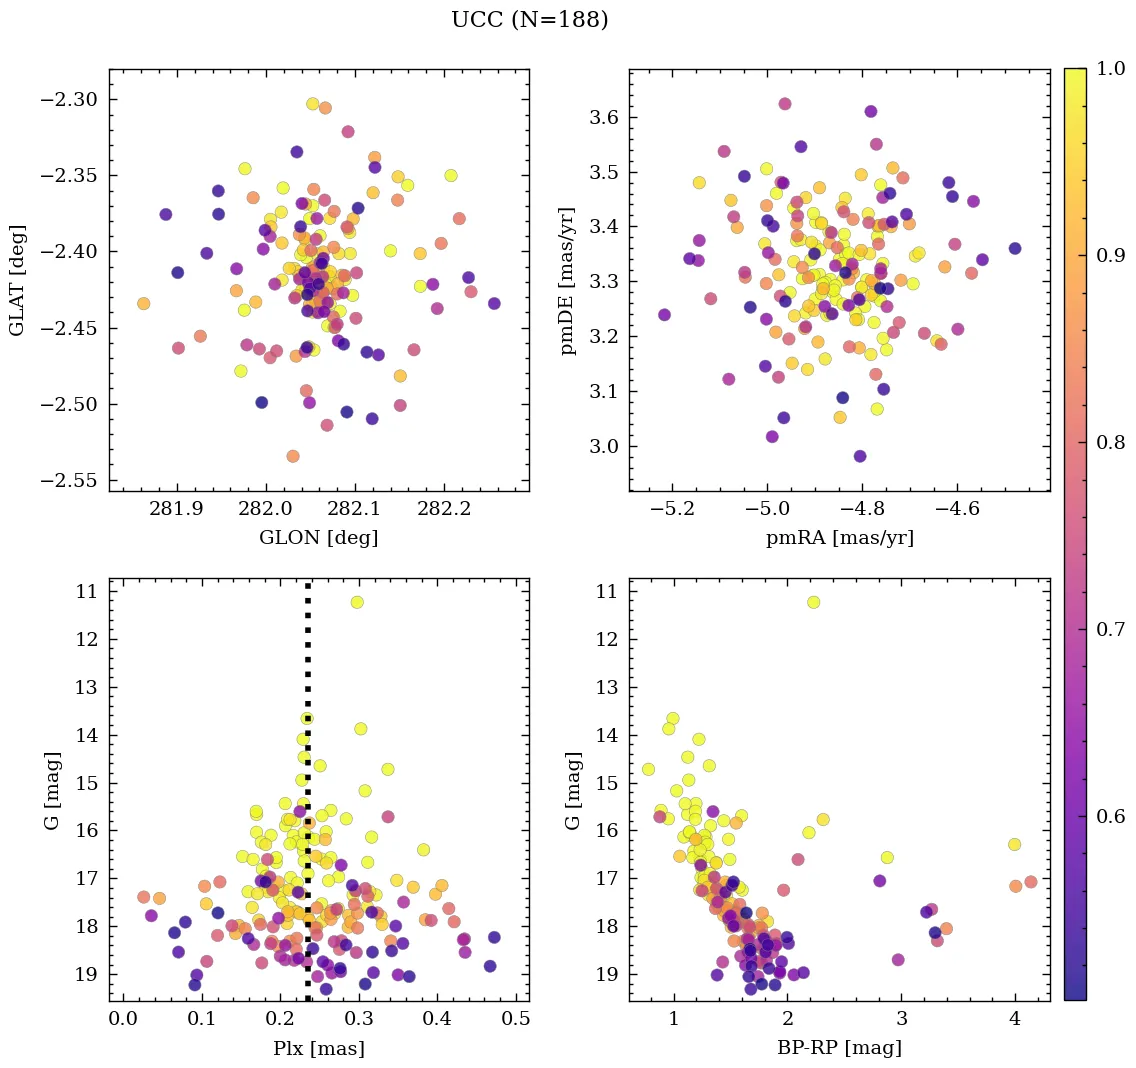 UCC (N=188)
−2.30
−2.35
−2.40
−2.45
−2.50
−2.55
GLAT [deg]
281.9 282.0 282.1 282.2
GLON [deg]
3.6
3.5
3.4
3.3
3.2
3.1
3.0
pmDE [mas/yr]
−5.2 −5.0 −4.8 −4.6
pmRA [mas/yr]
11
12
13
14
15
16
17
18
19
G [mag]
0.0 0.1 0.2 0.3 0.4 0.5
Plx [mas]
11
12
13
14
15
16
17
18
19
G [mag]
1 2 3 4
BP-RP [mag]
1.0
0.9
0.8
0.7
0.6